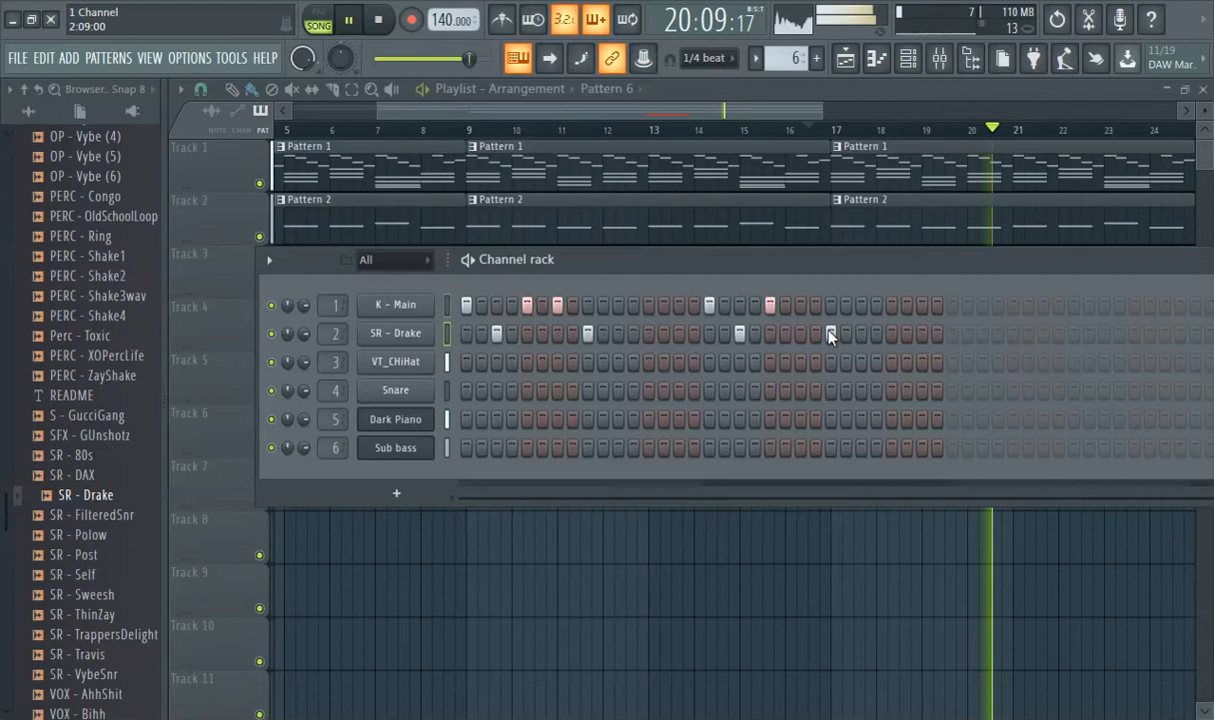 1 Channel
2:09:00
PAT
SONG
140.000
3.2.
20:09:17
B:S:T
7
110 MB
13
FILE EDIT ADD PATTERNS VIEW OPTIONS TOOLS HELP
1/4 beat
6
11/19
DAW Mar..
Browser.. Snap 8
Playlist - Arrangement › Pattern 6
NOTE CHAN PAT
5 6 7 8 9 10 11 12 13 14 15 16 17 18 19 20 21 22 23 24
Track 1
Pattern 1
Pattern 1
Pattern 1
Track 2
Pattern 2
Pattern 2
Pattern 2
Track 3
Track 4
Track 5
Track 6
Track 7
Track 8
Track 9
Track 10
Track 11
All
Channel rack
1 K - Main
2 SR - Drake
3 VT_CHiHat
4 Snare
5 Dark Piano
6 Sub bass
+
OP - Vybe (4)
OP - Vybe (5)
OP - Vybe (6)
PERC - Congo
PERC - OldSchoolLoop
PERC - Ring
PERC - Shake1
PERC - Shake2
PERC - Shake3wav
PERC - Shake4
Perc - Toxic
PERC - XOPercLife
PERC - ZayShake
README
S - GucciGang
SFX - GUnshotz
SR - 80s
SR - DAX
SR - Drake
SR - FilteredSnr
SR - Polow
SR - Post
SR - Self
SR - Sweesh
SR - ThinZay
SR - TrappersDelight
SR - Travis
SR - VybeSnr
VOX - AhhShit
VOX - Bihh